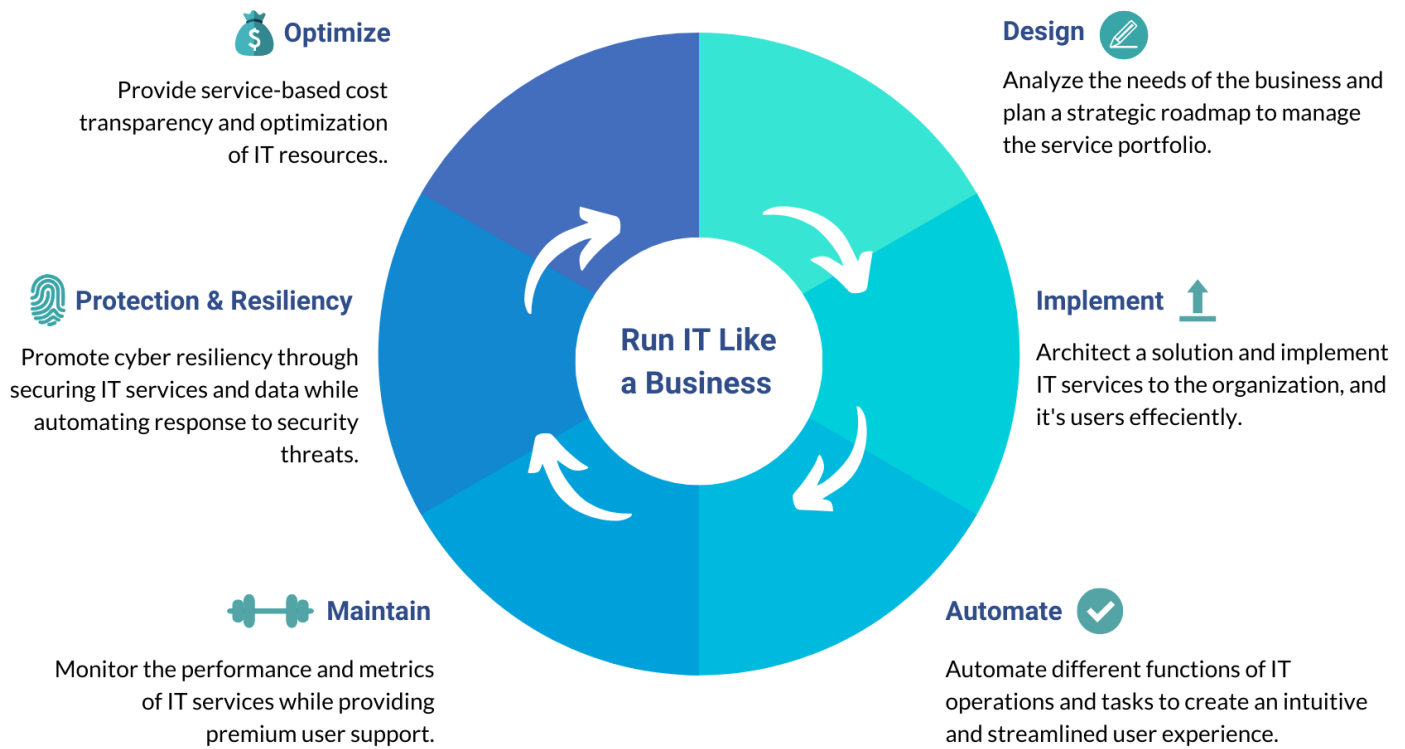 Optimize
Provide service-based cost
transparency and optimization
of IT resources..
Design
Analyze the needs of the business and
plan a strategic roadmap to manage
the service portfolio.
Protection & Resiliency
Promote cyber resiliency through
securing IT services and data while
automating response to security
threats.
Run IT Like
a Business
Implement
Architect a solution and implement
IT services to the organization, and
it's users effeciently.
Maintain
Monitor the performance and metrics
of IT services while providing
premium user support.
Automate
Automate different functions of IT
operations and tasks to create an intuitive
and streamlined user experience.